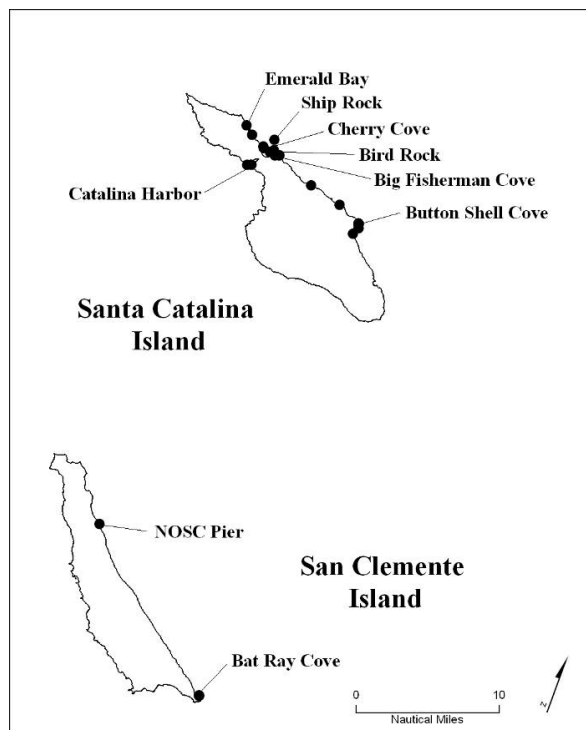 Emerald Bay
Ship Rock
Cherry Cove
Bird Rock
Big Fisherman Cove
Catalina Harbor
Button Shell Cove
Santa Catalina
Island
NOSC Pier
San Clemente
Island
Bat Ray Cove
0 10
Nautical Miles
N